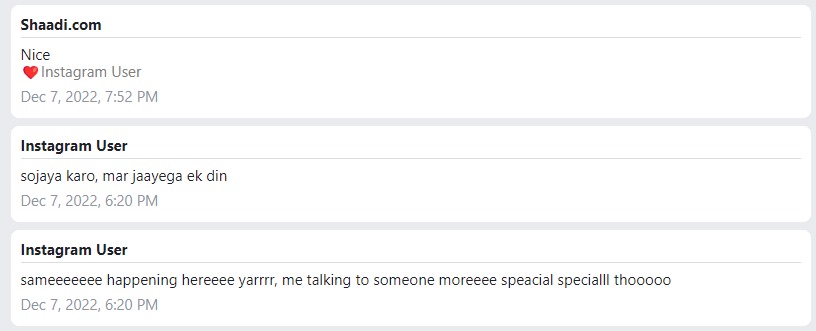 Shaadi.com
Nice
❤️Instagram User
Dec 7, 2022, 7:52 PM
Instagram User
sojaya karo, mar jaayega ek din
Dec 7, 2022, 6:20 PM
Instagram User
sameeeeeee happening hereeee yarrrr, me talking to someone moreeee speacial specialll thooooo
Dec 7, 2022, 6:20 PM